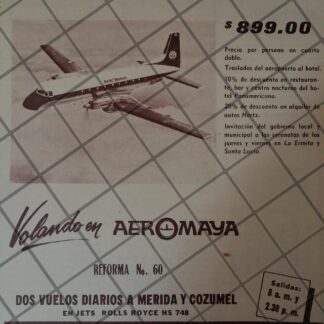 $ 899.00
Precio por persona en cuarto
doble.
Traslados del aeropuerto al hotel.
10% de descuento en restauran-
te, bar y centro nocturno del ho-
tel Panamericana.
20% de descuento en alquiler de
autos Hertz.
Invitación del gobierno local y
municipal a las serenatas de los
jueves y viernes en La Ermita y
Santa Lucía.
Volando en AEROMAYA
REFORMA No. 60
DOS VUELOS DIARIOS A MERIDA Y COZUMEL
EN JETS ROLLS ROYCE HS 748
Salidas:
8 a. m. y
2.30 p. m.